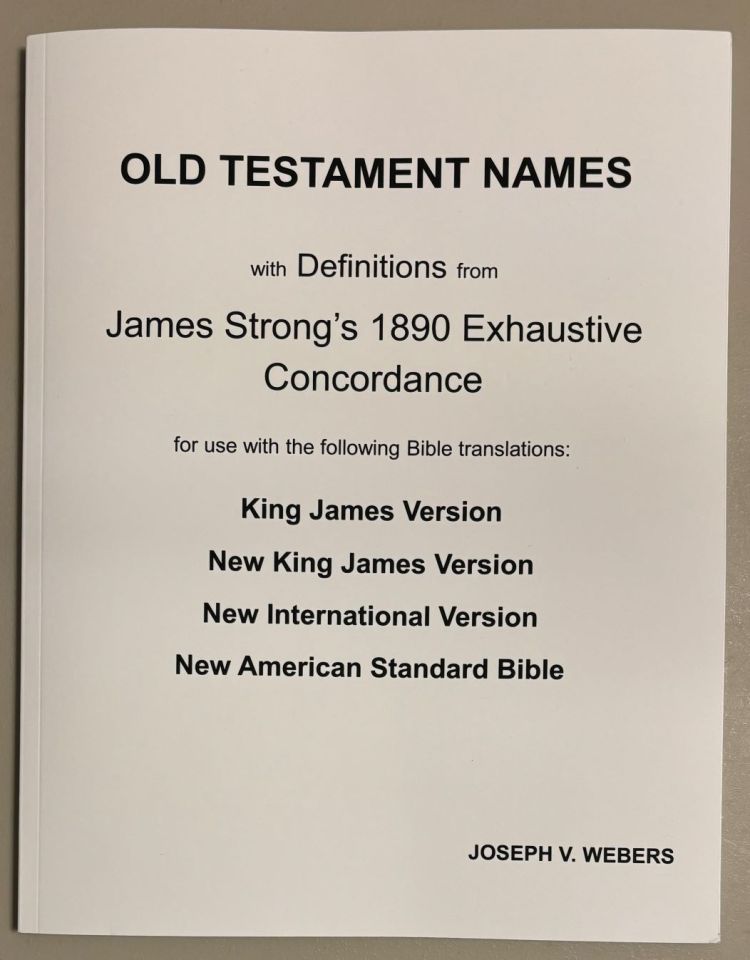 OLD TESTAMENT NAMES
with Definitions from
James Strong's 1890 Exhaustive
Concordance
for use with the following Bible translations:
King James Version
New King James Version
New International Version
New American Standard Bible
JOSEPH V. WEBERS